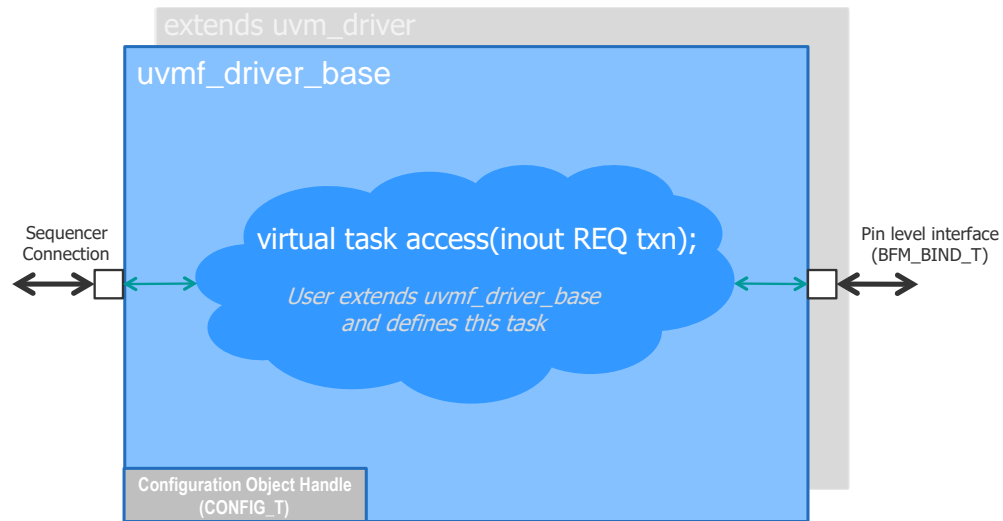 extends uvm_driver
uvmf_driver_base
Sequencer
Connection
virtual task access(inout REQ txn);
User extends uvmf_driver_base
and defines this task
Pin level interface
(BFM_BIND_T)
Configuration Object Handle
(CONFIG_T)